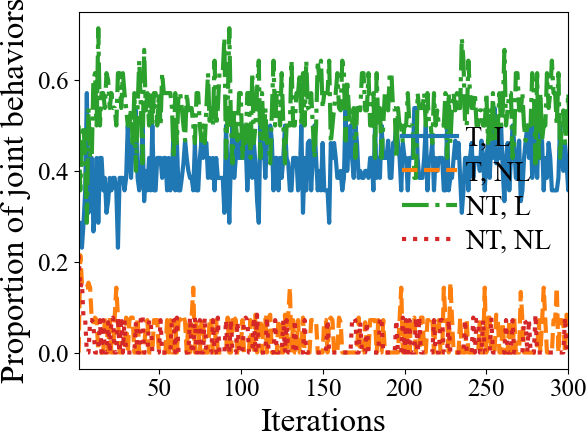 Proportion of joint behaviors
0.6
0.4
0.2
0.0
T, L
T, NL
NT, L
NT, NL
50
100
150
200
250
300
Iterations